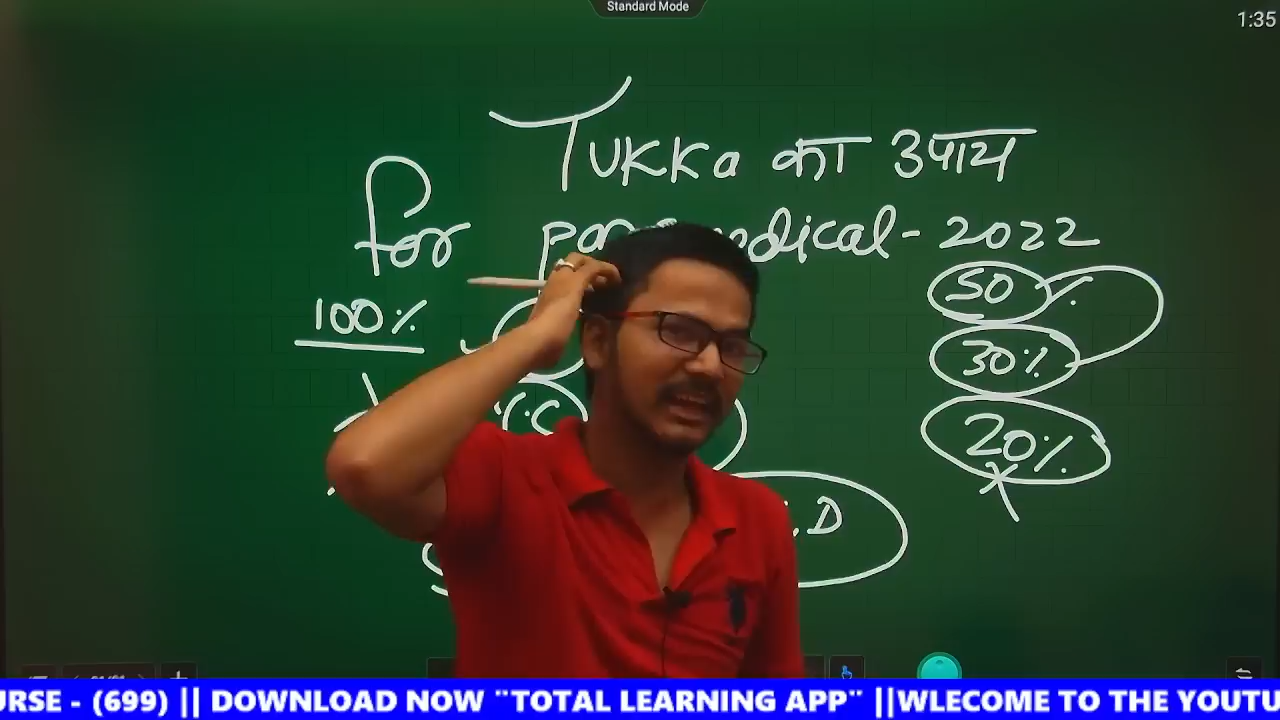 Standard Mode
1:35
Tukka का उपाय
for paramedical - 2022
100%
50%
30%
20%
D
URSE - (699) || DOWNLOAD NOW "TOTAL LEARNING APP" ||WLECOME TO THE YOUTU